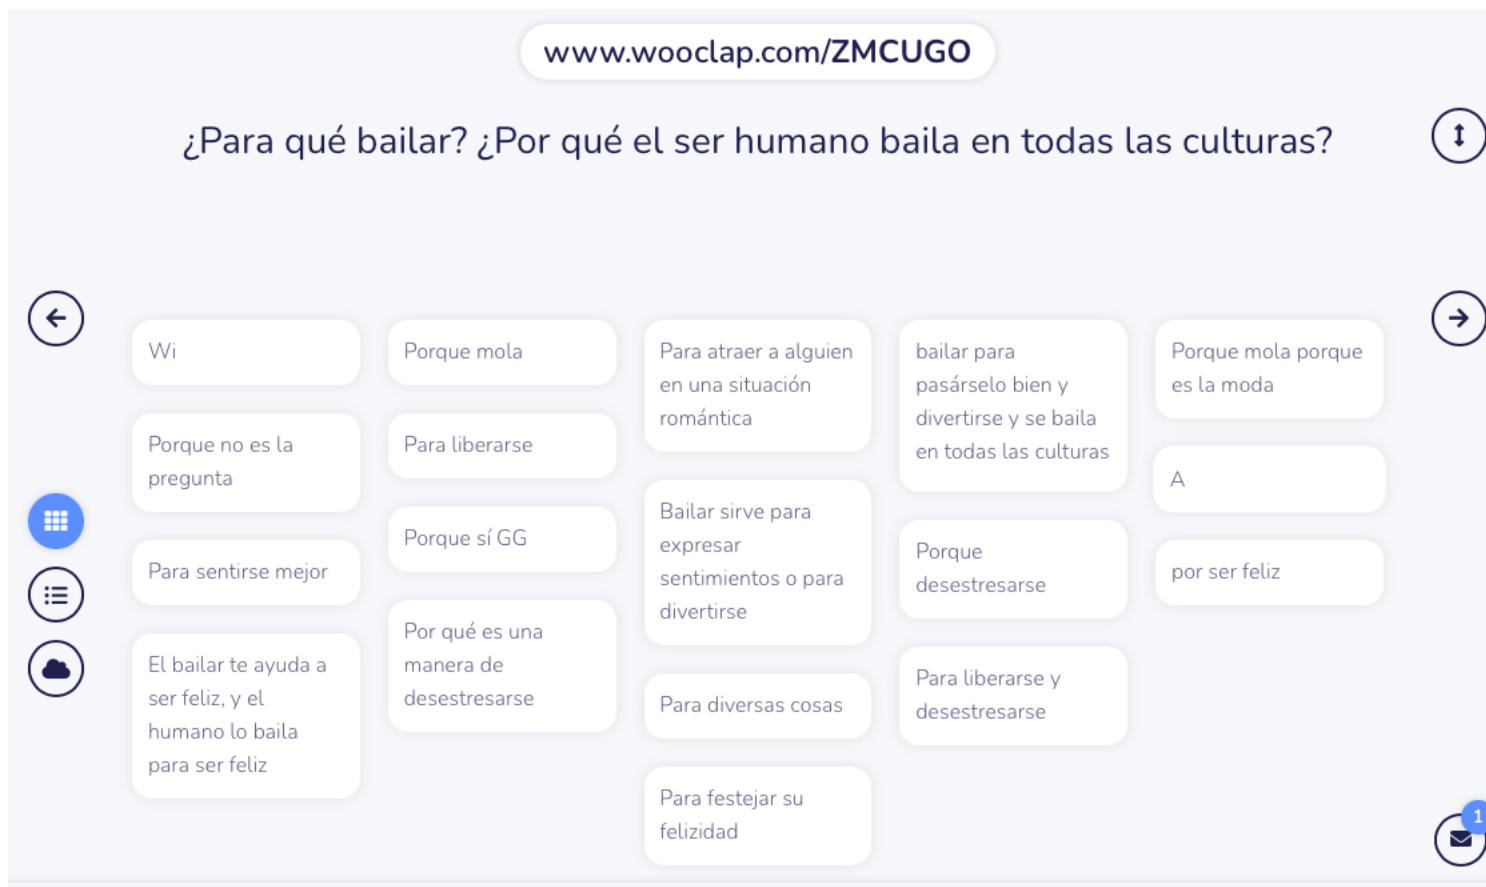 www.wooclap.com/ZMCUGO
¿Para qué bailar? ¿Por qué el ser humano baila en todas las culturas?
Wi
Porque no es la
pregunta
Para sentirse mejor
El bailar te ayuda a
ser feliz, y el
humano lo baila
para ser feliz
Porque mola
Para liberarse
Porque sí GG
Por qué es una
manera de
desestresarse
Para atraer a alguien
en una situación
romántica
Bailar sirve para
expresar
sentimientos o para
divertirse
Para diversas cosas
Para festejar su
felizidad
bailar para
pasárselo bien y
divertirse y se baila
en todas las culturas
Porque
desestresarse
Para liberarse y
desestresarse
Porque mola porque
es la moda
A
por ser feliz
1